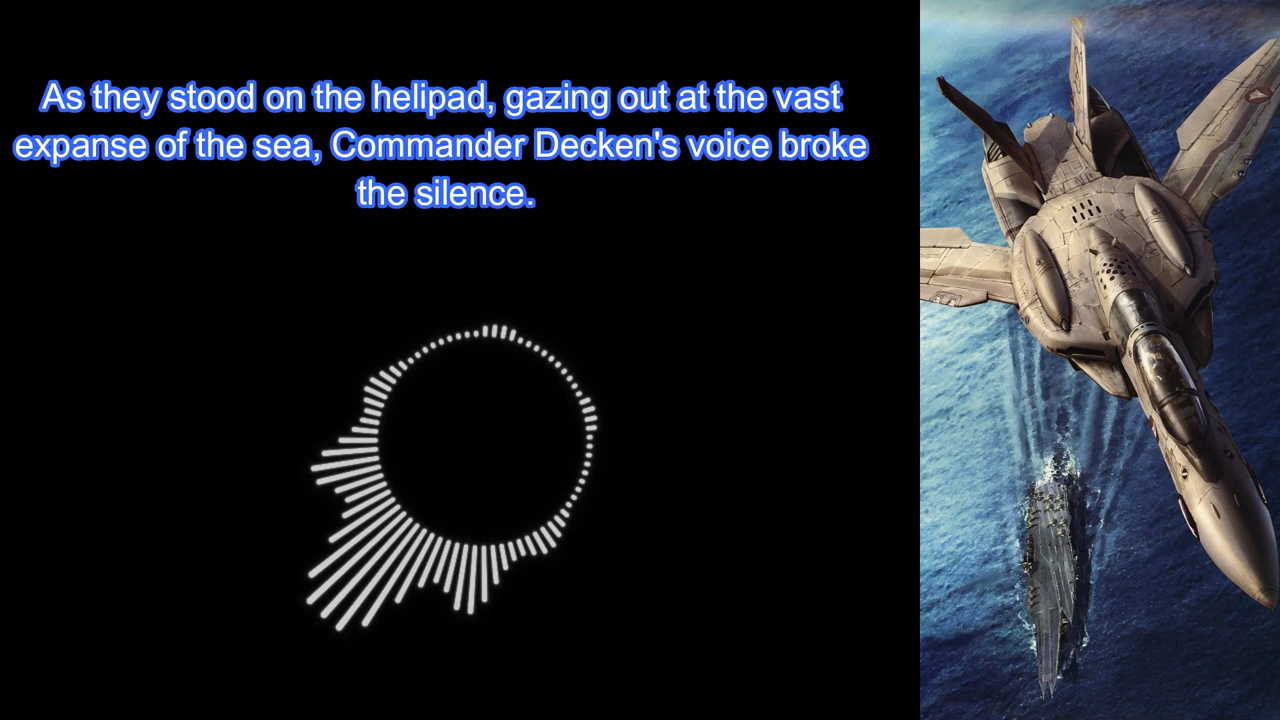 As they stood on the helipad, gazing out at the vast
expanse of the sea, Commander Decken's voice broke
the silence.